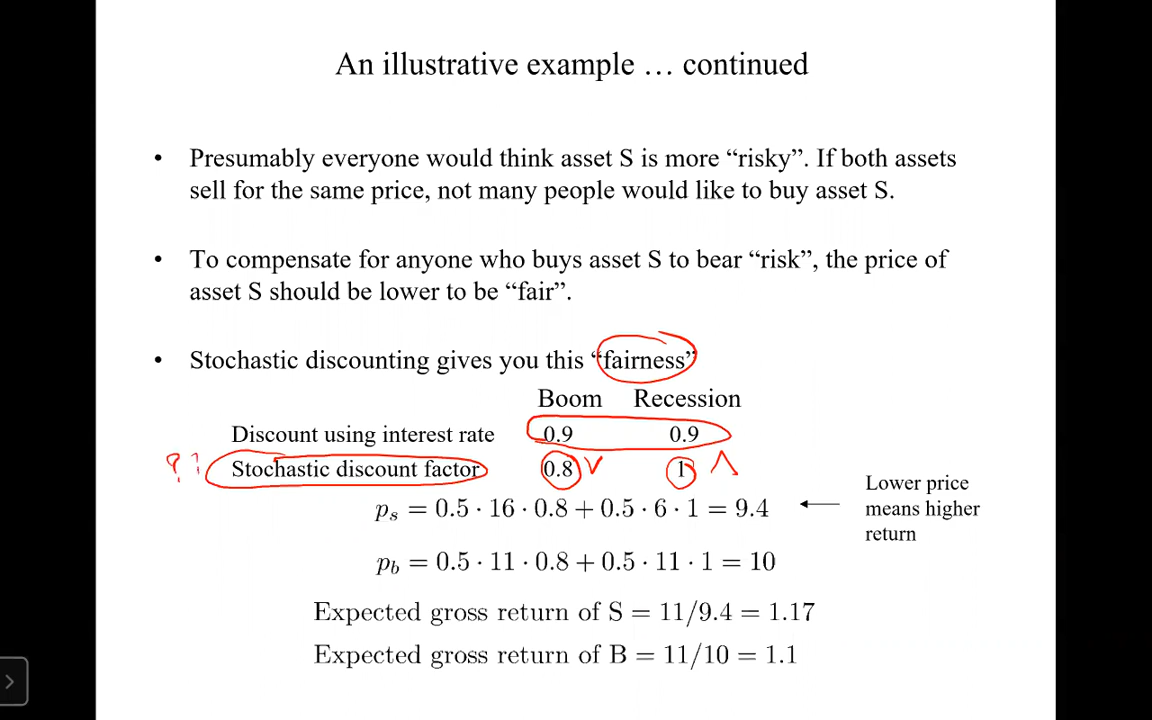 An illustrative example … continued
• Presumably everyone would think asset S is more “risky”. If both assets
sell for the same price, not many people would like to buy asset S.
• To compensate for anyone who buys asset S to bear “risk”, the price of
asset S should be lower to be “fair”.
• Stochastic discounting gives you this “fairness”
Boom Recession
Discount using interest rate 0.9 0.9
?? Stochastic discount factor 0.8 1
p_s = 0.5 · 16 · 0.8 + 0.5 · 6 · 1 = 9.4
Lower price
means higher
return
p_b = 0.5 · 11 · 0.8 + 0.5 · 11 · 1 = 10
Expected gross return of S = 11/9.4 = 1.17
Expected gross return of B = 11/10 = 1.1